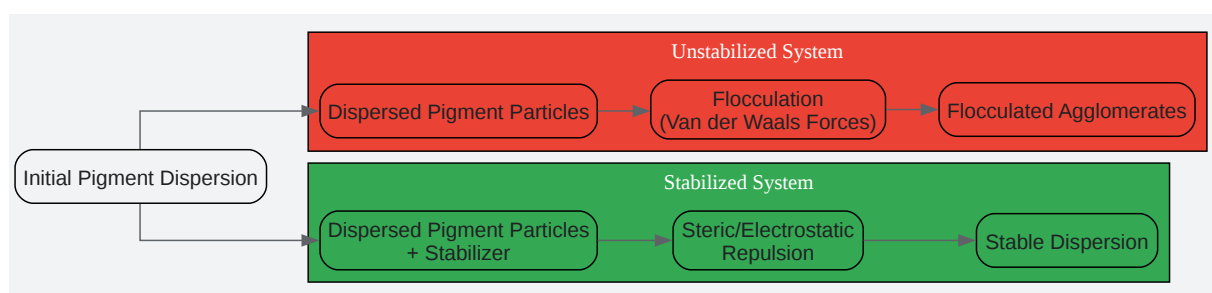 Unstabilized System
Dispersed Pigment Particles
Flocculation
(Van der Waals Forces)
Flocculated Agglomerates
Initial Pigment Dispersion
Stabilized System
Dispersed Pigment Particles
+ Stabilizer
Steric/Electrostatic
Repulsion
Stable Dispersion